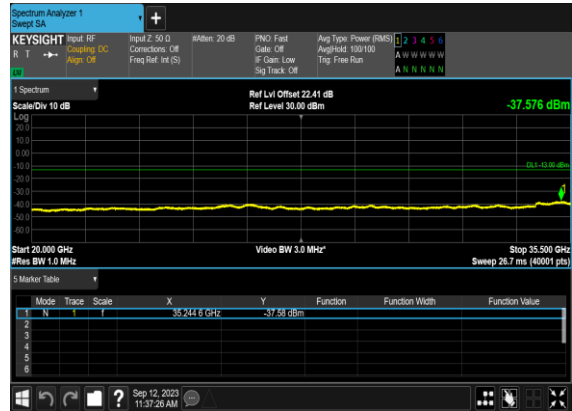 Spectrum Analyzer 1
Swept SA
+
KEYSIGHT Input: RF Input Z: 50 Ω #Atten: 20 dB PNO: Fast Avg Type: Power (RMS) 1 2 3 4 5 6
R T Coupling: DC Corrections: Off Gate: Off Avg|Hold: 100/100 A W W W W W
Align: Off Freq Ref: Int (S) IF Gain: Low Trig: Free Run
Sig Track: Off A N N N N N
1 Spectrum Ref Lvl Offset 22.41 dB
Scale/Div 10 dB Ref Level 30.00 dBm -37.576 dBm
Log
20.0
10.0
0.00
-10.0 DL1 -13.00 dBm
-20.0
-30.0
-40.0
-50.0
-60.0
Start 20.000 GHz Video BW 3.0 MHz* Stop 35.500 GHz
#Res BW 1.0 MHz Sweep 26.7 ms (40001 pts)
5 Marker Table
Mode Trace Scale X Y Function Function Width Function Value
1 N 1 f 35.244 6 GHz -37.58 dBm
2
3
4
5
6
? Sep 12, 2023
11:37:26 AM